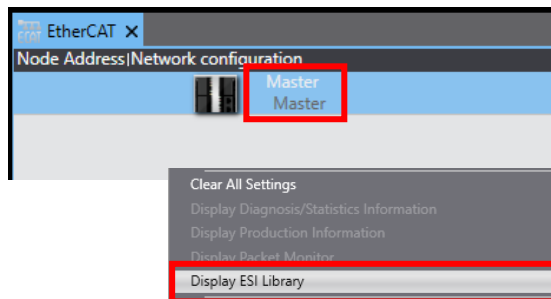 EtherCAT
Node Address|Network configuration
Master
Master
Clear All Settings
Display Diagnosis/Statistics Information
Display Production Information
Display Packet Monitor
Display ESI Library